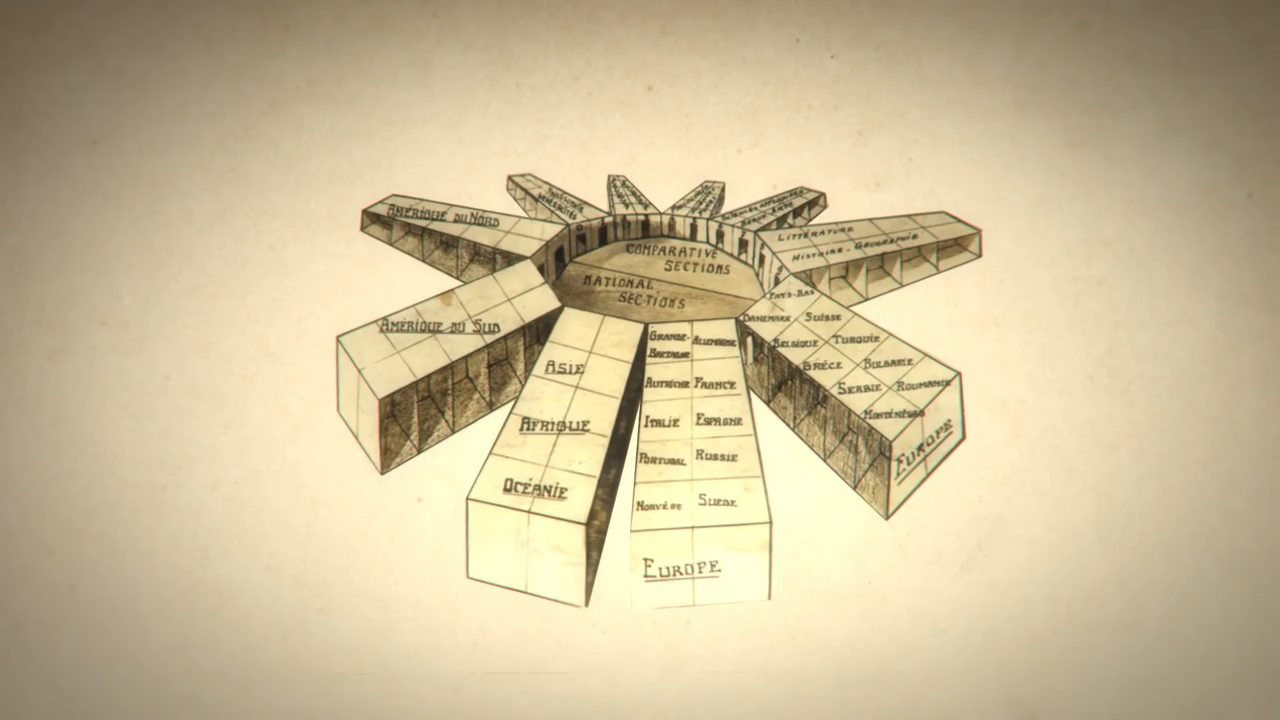 AMÉRIQUE DU NORD
LITTÉRATURE
HISTOIRE - GÉOGRAPHIE
COMPARATIVE
SECTIONS
NATIONAL
SECTIONS
AMÉRIQUE DU SUD
ASIE
AFRIQUE
OCÉANIE
GRANDE-
BRETAGNE
ALLEMAGNE
AUTRICHE FRANCE
ITALIE ESPAGNE
PORTUGAL RUSSIE
NORVÈGE SUEDE
EUROPE
PAYS-BAS
DANEMARK SUISSE
BELGIQUE TURQUIE
GRÈCE BULGARIE
SERBIE ROUMANIE
MONTÉNÉGRO
EUROPE